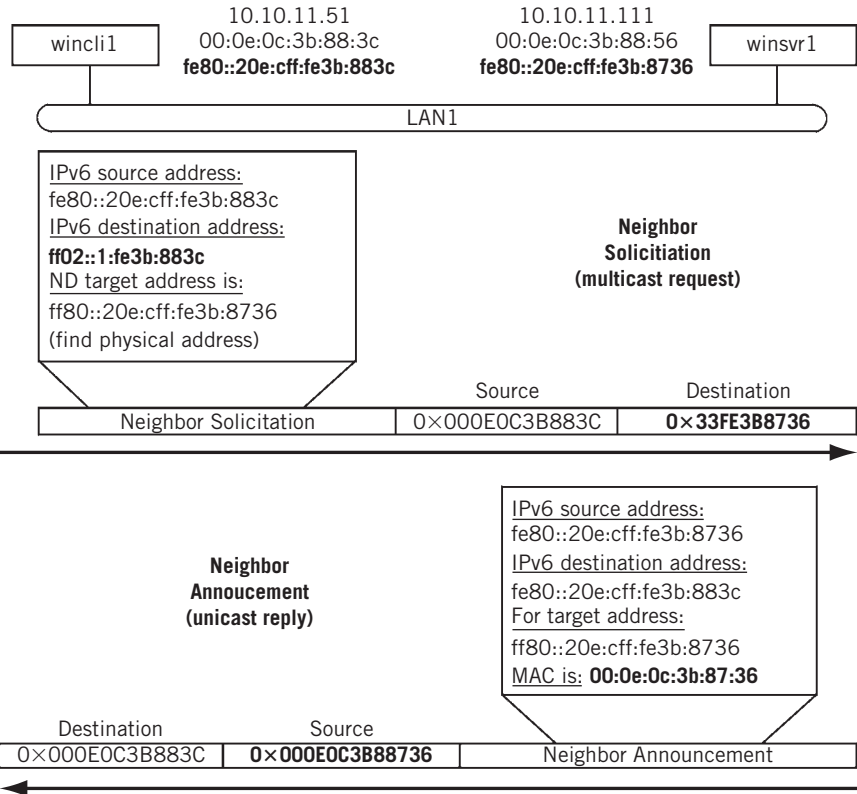 wincli1
10.10.11.51
00:0e:0c:3b:88:3c
fe80::20e:cff:fe3b:883c
10.10.11.111
00:0e:0c:3b:88:56
fe80::20e:cff:fe3b:8736
winsvr1
LAN1
IPv6 source address:
fe80::20e:cff:fe3b:883c
IPv6 destination address:
ff02::1:fe3b:883c
ND target address is:
ff80::20e:cff:fe3b:8736
(find physical address)
Neighbor
Solicitiation
(multicast request)
Source
Destination
Neighbor Solicitation
0×000E0C3B883C
0×33FE3B8736
Neighbor
Annoucement
(unicast reply)
IPv6 source address:
fe80::20e:cff:fe3b:8736
IPv6 destination address:
fe80::20e:cff:fe3b:883c
For target address:
ff80::20e:cff:fe3b:8736
MAC is: 00:0e:0c:3b:87:36
Destination
Source
0×000E0C3B883C
0×000E0C3B88736
Neighbor Announcement